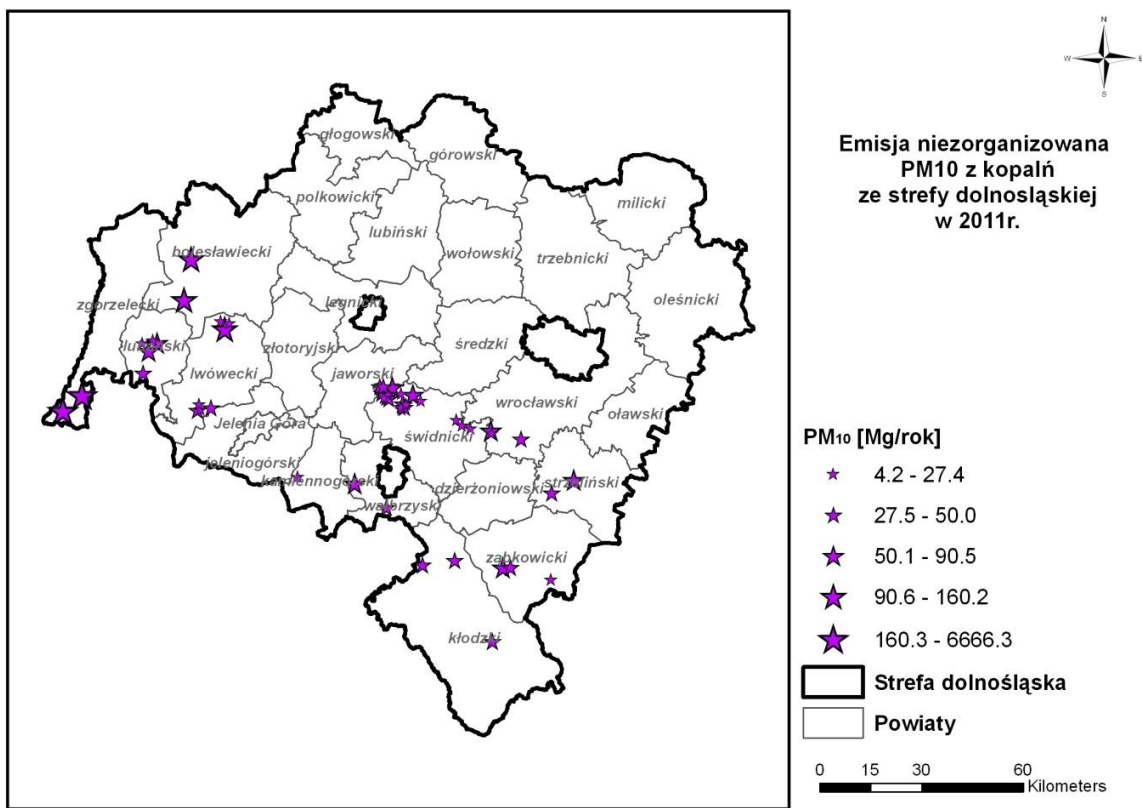 N
W E
S
Emisja niezorganizowana
PM10 z kopalń
ze strefy dolnośląskiej
w 2011r.
głogowski
górowski
polkowicki
milicki
lubiński
bolesławiecki
wołowski
trzebnicki
zgorzelecki
legnicki
oleśnicki
lubański
złotoryjski
średzki
lwówecki
jaworski
wrocławski
oławski
Jelenia Góra
świdnicki
jeleniogórski
kamiennogórski
dzierżoniowski
strzeliński
wałbrzyski
ząbkowicki
kłodzki
PM10 [Mg/rok]
4.2 - 27.4
27.5 - 50.0
50.1 - 90.5
90.6 - 160.2
160.3 - 6666.3
Strefa dolnośląska
Powiaty
0 15 30 60
Kilometers